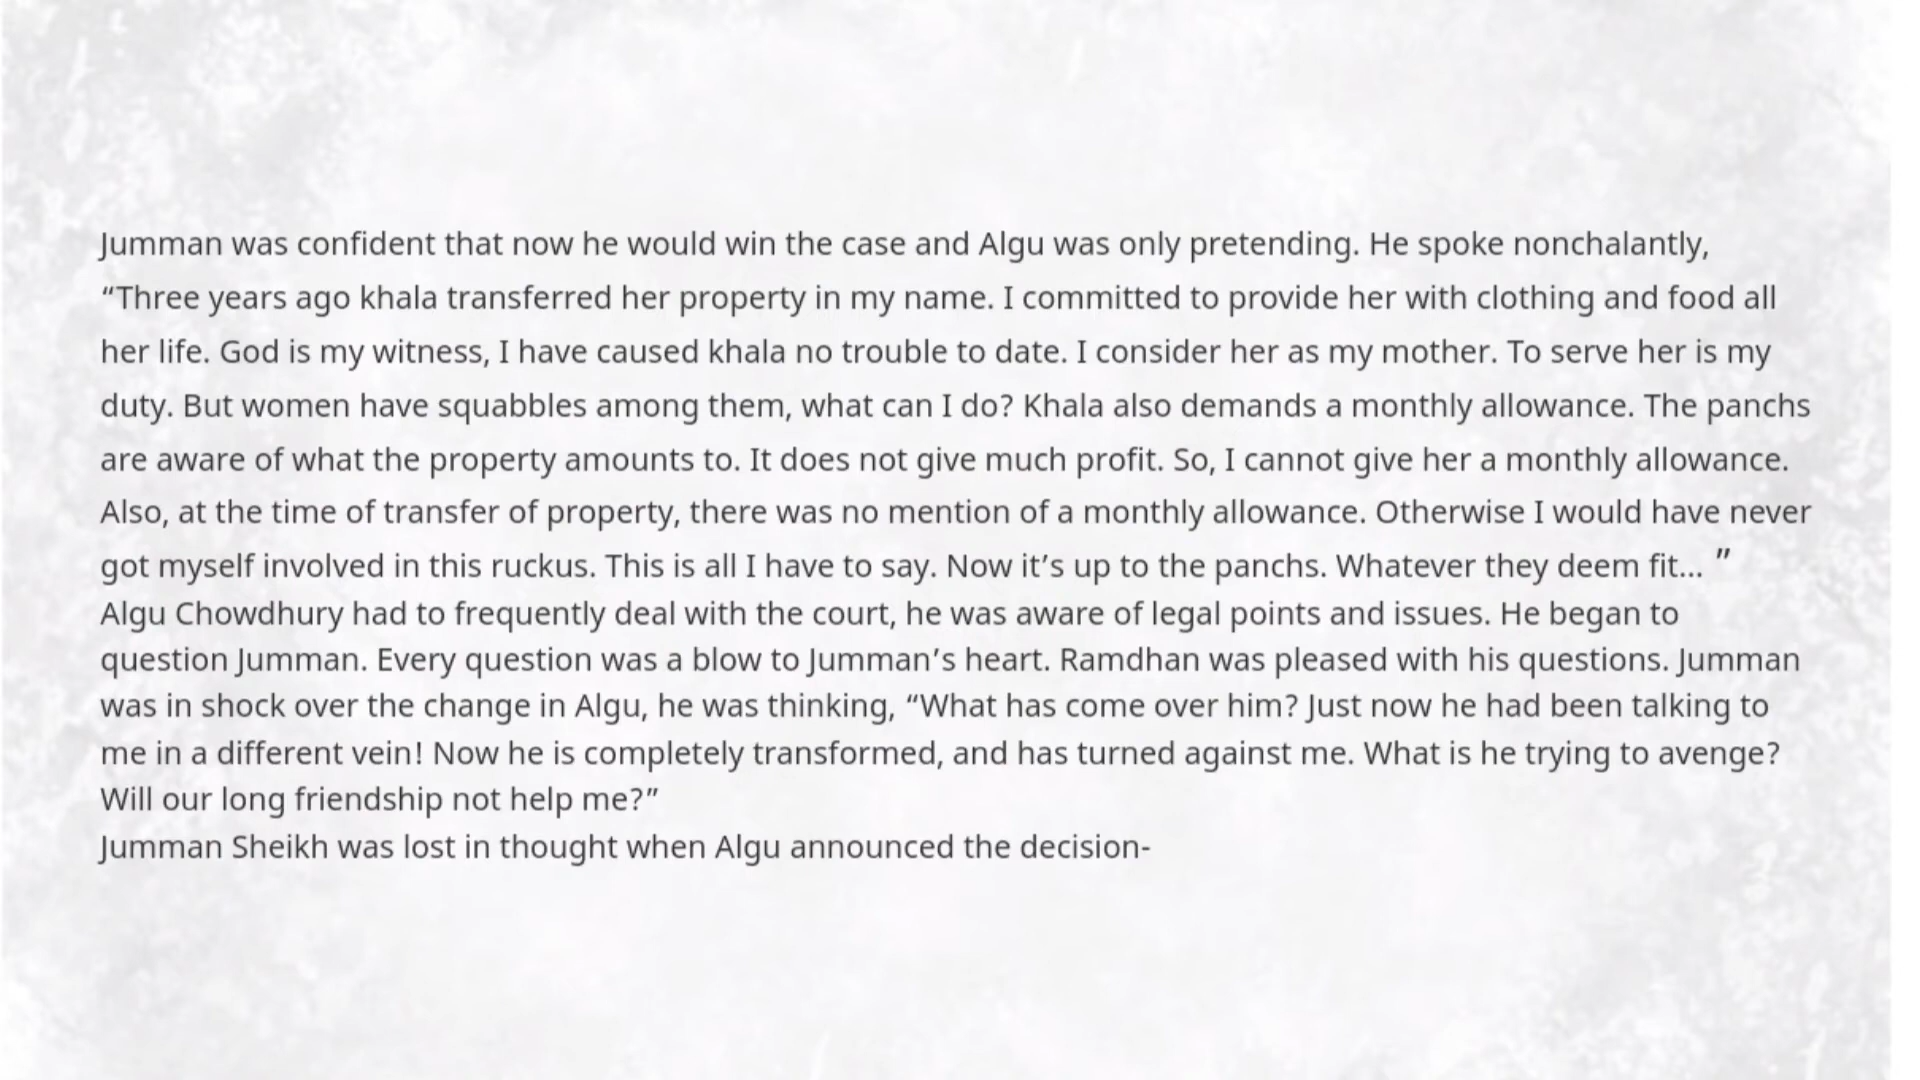 Jumman was confident that now he would win the case and Algu was only pretending. He spoke nonchalantly,
“Three years ago khala transferred her property in my name. I committed to provide her with clothing and food all
her life. God is my witness, I have caused khala no trouble to date. I consider her as my mother. To serve her is my
duty. But women have squabbles among them, what can I do? Khala also demands a monthly allowance. The panchs
are aware of what the property amounts to. It does not give much profit. So, I cannot give her a monthly allowance.
Also, at the time of transfer of property, there was no mention of a monthly allowance. Otherwise I would have never
got myself involved in this ruckus. This is all I have to say. Now it’s up to the panchs. Whatever they deem fit... ”
Algu Chowdhury had to frequently deal with the court, he was aware of legal points and issues. He began to
question Jumman. Every question was a blow to Jumman’s heart. Ramdhan was pleased with his questions. Jumman
was in shock over the change in Algu, he was thinking, “What has come over him? Just now he had been talking to
me in a different vein! Now he is completely transformed, and has turned against me. What is he trying to avenge?
Will our long friendship not help me?”
Jumman Sheikh was lost in thought when Algu announced the decision-